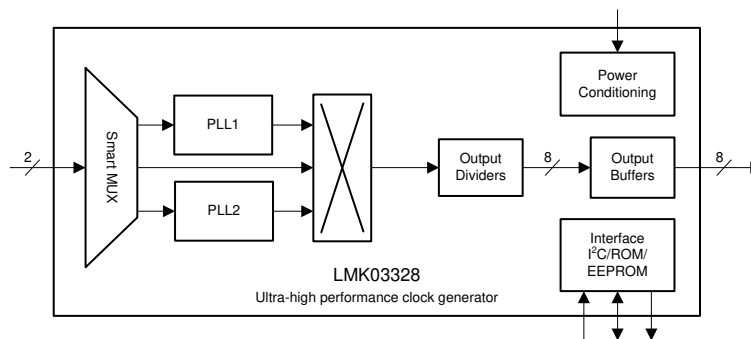 Power
Conditioning
PLL1
2
Smart MUX
Output
Dividers
8
Output
Buffers
8
PLL2
Interface
I²C/ROM/
EEPROM
LMK03328
Ultra-high performance clock generator